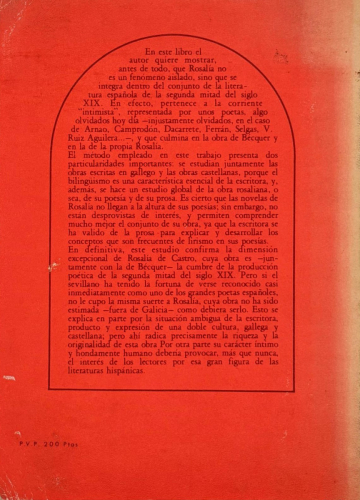 En este libro el
autor quiere mostrar,
antes de todo, que Rosalía no
es un fenómeno aislado, sino que se
integra dentro del conjunto de la litera-
tura española de la segunda mitad del siglo
XIX. En efecto, pertenece a la corriente
"intimista", representada por unos poetas, algo
olvidados hoy día —injustamente olvidados, en el caso
de Arnao, Camprodón, Dacarrete, Ferrán, Selgas, V.
Ruiz Aguilera...—, y que culmina en la obra de Bécquer y
en la de la propia Rosalía.
El método empleado en este trabajo presenta dos
particularidades importantes: se estudian juntamente las
obras escritas en gallego y las obras castellanas, porque el
bilingüismo es una característica esencial de la escritora, y,
además, se hace un estudio global de la obra rosaliana, o
sea, de su poesía y de su prosa. Es cierto que las novelas de
Rosalía no llegan a la altura de sus poesías; sin embargo, no
están desprovistas de interés, y permiten comprender
mucho mejor el conjunto de su obra, ya que la escritora se
ha valido de la prosa para explicar y desarrollar los
conceptos que son frecuentes de lirismo en sus poesías.
En definitiva, este estudio confirma la dimensión
excepcional de Rosalía de Castro, cuya obra es —jun-
tamente con la de Bécquer— la cumbre de la producción
poética de la segunda mitad del siglo XIX. Pero si el
sevillano ha tenido la fortuna de verse reconocido casi
inmediatamente como uno de los grandes poetas españoles,
no le cupo la misma suerte a Rosalía, cuya obra no ha sido
estimada —fuera de Galicia— como debiera serlo. Esto se
explica en parte por la situación ambigua de la escritora,
producto y expresión de una doble cultura, gallega y
castellana; pero ahí radica precisamente la riqueza y la
originalidad de esta obra Por otra parte su carácter íntimo
y hondamente humano debería provocar, más que nunca,
el interés de los lectores por esa gran figura de las
literaturas hispánicas.
P.V.P. 200 Ptas.